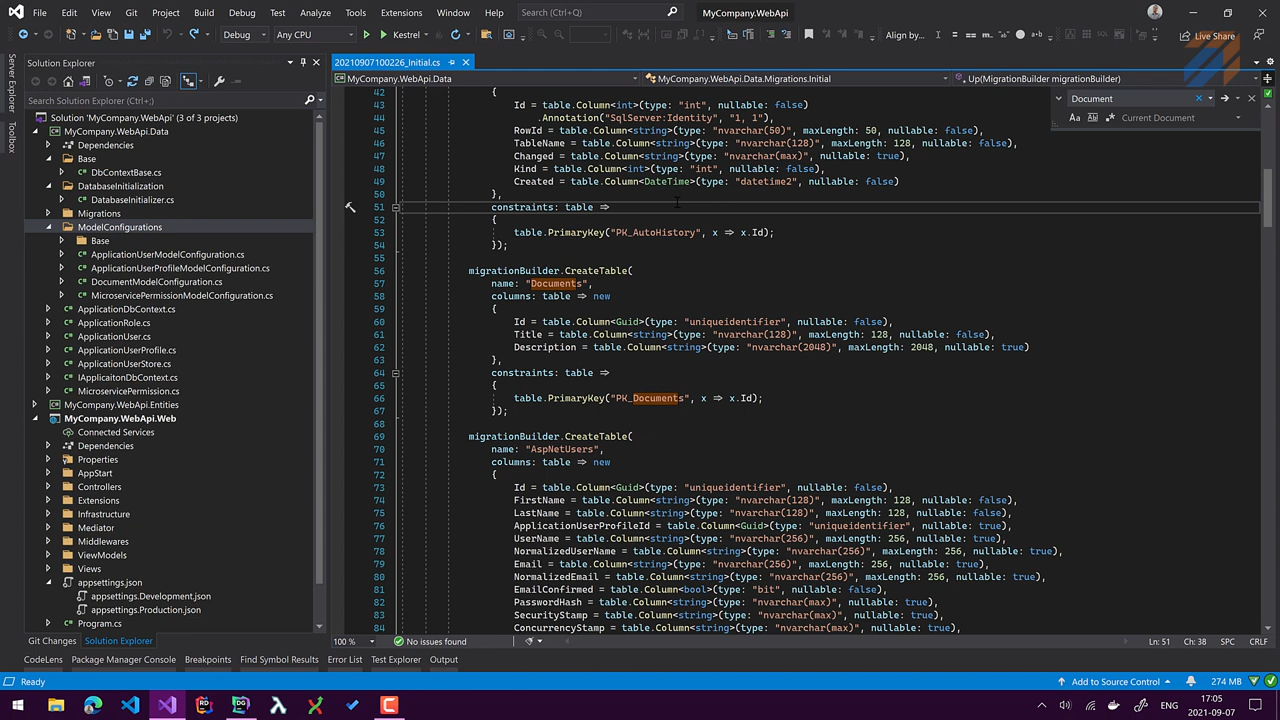 File Edit View Git Project Build Debug Test Analyze Tools Extensions Window Help Search (Ctrl+Q) MyCompany.WebApi
Debug Any CPU Kestrel Align by... Live Share
Server Explorer
Toolbox
Solution Explorer
Search Solution Explorer (Ctrl+;)
Solution 'MyCompany.WebApi' (3 of 3 projects)
MyCompany.WebApi.Data
Dependencies
Base
DbContextBase.cs
DatabaseInitialization
DatabaseInitializer.cs
Migrations
ModelConfigurations
Base
ApplicationUserModelConfiguration.cs
ApplicationUserProfileModelConfiguration.cs
DocumentModelConfiguration.cs
MicroservicePermissionModelConfiguration.cs
ApplicationDbContext.cs
ApplicationRole.cs
ApplicationUser.cs
ApplicationUserProfile.cs
ApplicationUserStore.cs
IApplicaitonDbContext.cs
MicroservicePermission.cs
MyCompany.WebApi.Entities
MyCompany.WebApi.Web
Connected Services
Dependencies
Properties
AppStart
Controllers
Extensions
Infrastructure
Mediator
Middlewares
ViewModels
Views
appsettings.json
appsettings.Development.json
appsettings.Production.json
Program.cs
Git Changes Solution Explorer
20210907100226_Initial.cs
MyCompany.WebApi.Data MyCompany.WebApi.Data.Migrations.Initial Up(MigrationBuilder migrationBuilder)
Document
Aa Current Document
42 {
43 Id = table.Column<int>(type: "int", nullable: false)
44 .Annotation("SqlServer:Identity", "1, 1"),
45 RowId = table.Column<string>(type: "nvarchar(50)", maxLength: 50, nullable: false),
46 TableName = table.Column<string>(type: "nvarchar(128)", maxLength: 128, nullable: false),
47 Changed = table.Column<string>(type: "nvarchar(max)", nullable: true),
48 Kind = table.Column<int>(type: "int", nullable: false),
49 Created = table.Column<DateTime>(type: "datetime2", nullable: false)
50 },
51 constraints: table =>
52 {
53 table.PrimaryKey("PK_AutoHistory", x => x.Id);
54 });
55
56 migrationBuilder.CreateTable(
57 name: "Documents",
58 columns: table => new
59 {
60 Id = table.Column<Guid>(type: "uniqueidentifier", nullable: false),
61 Title = table.Column<string>(type: "nvarchar(128)", maxLength: 128, nullable: false),
62 Description = table.Column<string>(type: "nvarchar(2048)", maxLength: 2048, nullable: true)
63 },
64 constraints: table =>
65 {
66 table.PrimaryKey("PK_Documents", x => x.Id);
67 });
68
69 migrationBuilder.CreateTable(
70 name: "AspNetUsers",
71 columns: table => new
72 {
73 Id = table.Column<Guid>(type: "uniqueidentifier", nullable: false),
74 FirstName = table.Column<string>(type: "nvarchar(128)", maxLength: 128, nullable: false),
75 LastName = table.Column<string>(type: "nvarchar(128)", maxLength: 128, nullable: false),
76 ApplicationUserProfileId = table.Column<Guid>(type: "uniqueidentifier", nullable: true),
77 UserName = table.Column<string>(type: "nvarchar(256)", maxLength: 256, nullable: true),
78 NormalizedUserName = table.Column<string>(type: "nvarchar(256)", maxLength: 256, nullable: true),
79 Email = table.Column<string>(type: "nvarchar(256)", maxLength: 256, nullable: true),
80 NormalizedEmail = table.Column<string>(type: "nvarchar(256)", maxLength: 256, nullable: true),
81 EmailConfirmed = table.Column<bool>(type: "bit", nullable: false),
82 PasswordHash = table.Column<string>(type: "nvarchar(max)", nullable: true),
83 SecurityStamp = table.Column<string>(type: "nvarchar(max)", nullable: true),
84 ConcurrencyStamp = table.Column<string>(type: "nvarchar(max)", nullable: true),
100 % No issues found Ln: 51 Ch: 38 SPC CRLF
CodeLens Package Manager Console Breakpoints Find Symbol Results Error List Test Explorer Output
Ready Add to Source Control 274 MB
ENG 17:05
2021-09-07